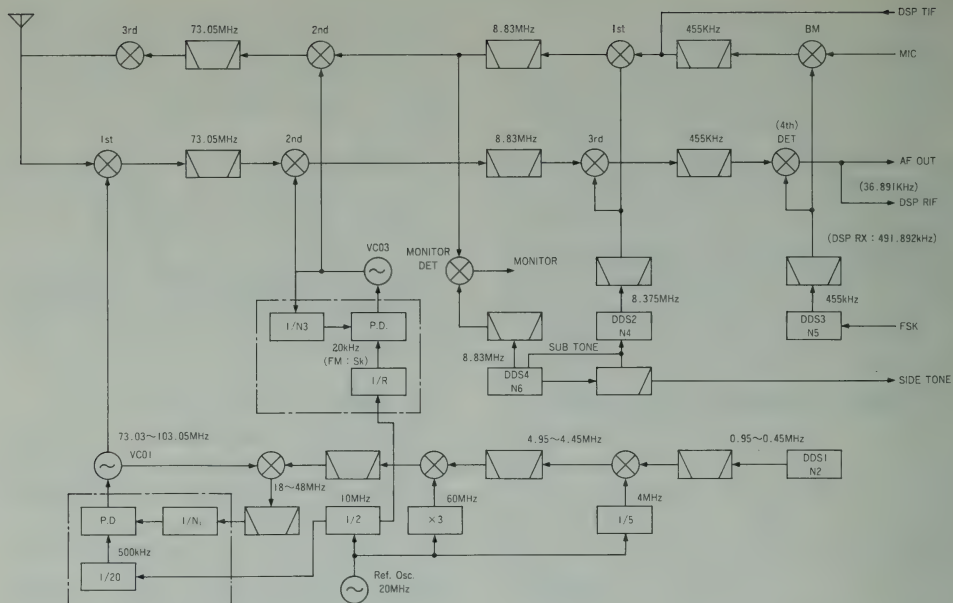 DSP TIF
3rd
73.05MHz
2nd
8.83MHz
1st
455KHz
BM
MIC
1st
73.05MHz
2nd
8.83MHz
3rd
455KHz
(4th)
DET
AF OUT
(36.891KHz)
DSP RIF
(DSP RX : 491.892kHz)
VCO3
MONITOR
DET
MONITOR
1/N3
P.D.
20kHz
(FM : 5k)
1/R
8.375MHz
DDS2
N4
455kHz
DDS3
N5
FSK
8.83MHz
SUB TONE
DDS4
N6
SIDE TONE
73.03~103.05MHz
VCO1
18~48MHz
4.95~4.45MHz
0.95~0.45MHz
DDS1
N2
P.D
1/N1
10MHz
1/2
60MHz
×3
4MHz
1/5
500kHz
1/20
Ref. Osc.
20MHz